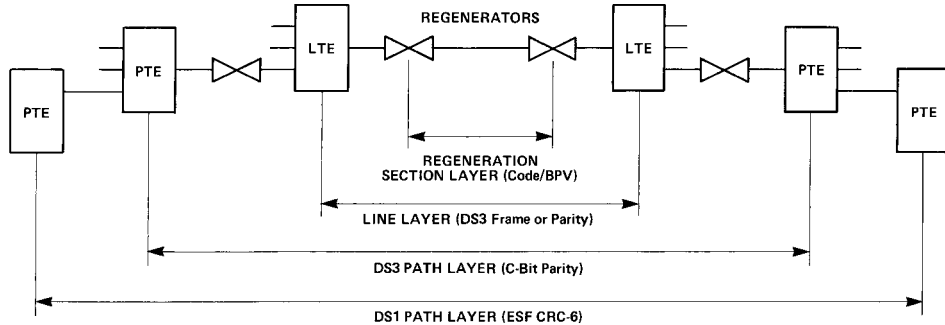 REGENERATORS
LTE
LTE
PTE
PTE
PTE
PTE
REGENERATION
SECTION LAYER (Code/BPV)
LINE LAYER (DS3 Frame or Parity)
DS3 PATH LAYER (C-Bit Parity)
DS1 PATH LAYER (ESF CRC-6)